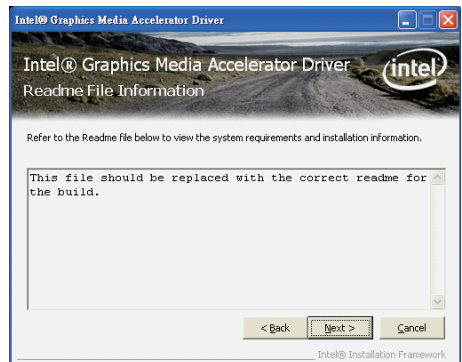 Intel® Graphics Media Accelerator Driver
Intel® Graphics Media Accelerator Driver
Readme File Information
intel
Refer to the Readme file below to view the system requirements and installation information.
This file should be replaced with the correct readme for
the build.
< Back
Next >
Cancel
Intel® Installation Framework